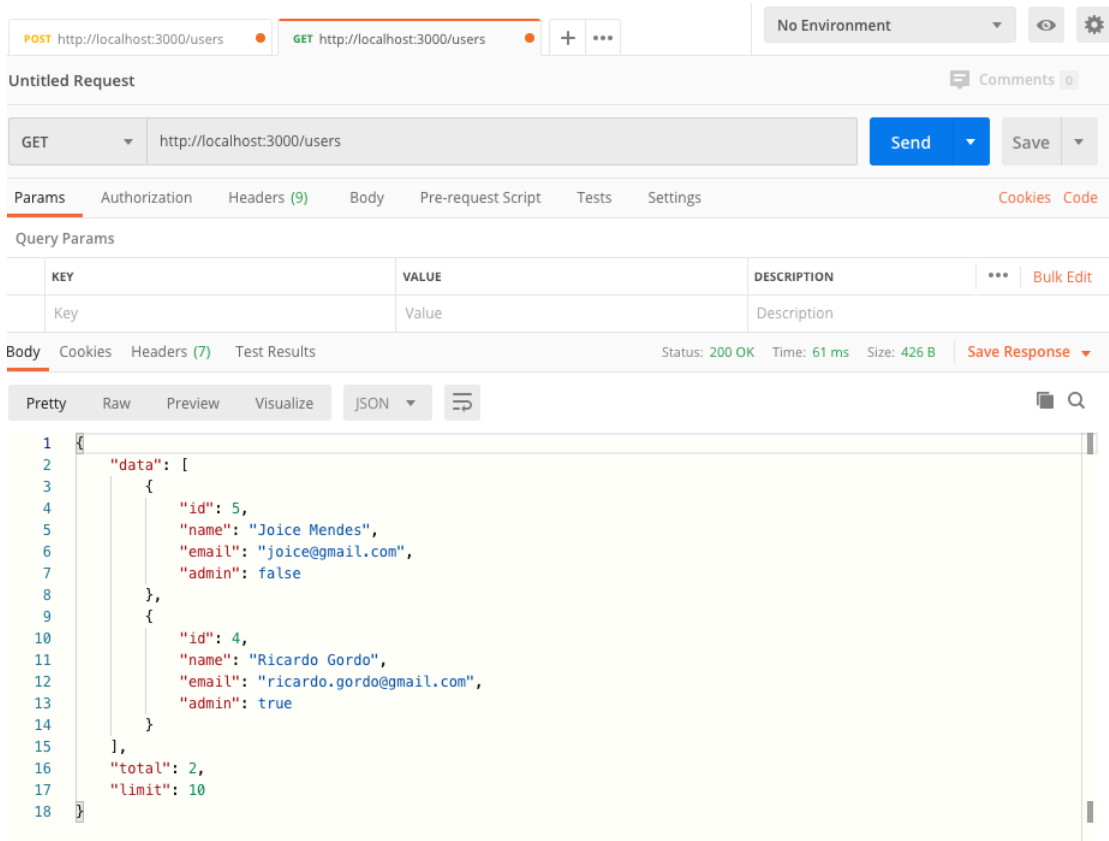 POST http://localhost:3000/users GET http://localhost:3000/users + ••• No Environment
Untitled Request Comments 0
GET http://localhost:3000/users Send Save
Params Authorization Headers (9) Body Pre-request Script Tests Settings Cookies Code
Query Params
KEY VALUE DESCRIPTION ••• Bulk Edit
Key Value Description
Body Cookies Headers (7) Test Results Status: 200 OK Time: 61 ms Size: 426 B Save Response
Pretty Raw Preview Visualize JSON
1 {
2 "data": [
3 {
4 "id": 5,
5 "name": "Joice Mendes",
6 "email": "joice@gmail.com",
7 "admin": false
8 },
9 {
10 "id": 4,
11 "name": "Ricardo Gordo",
12 "email": "ricardo.gordo@gmail.com",
13 "admin": true
14 }
15 ],
16 "total": 2,
17 "limit": 10
18 }